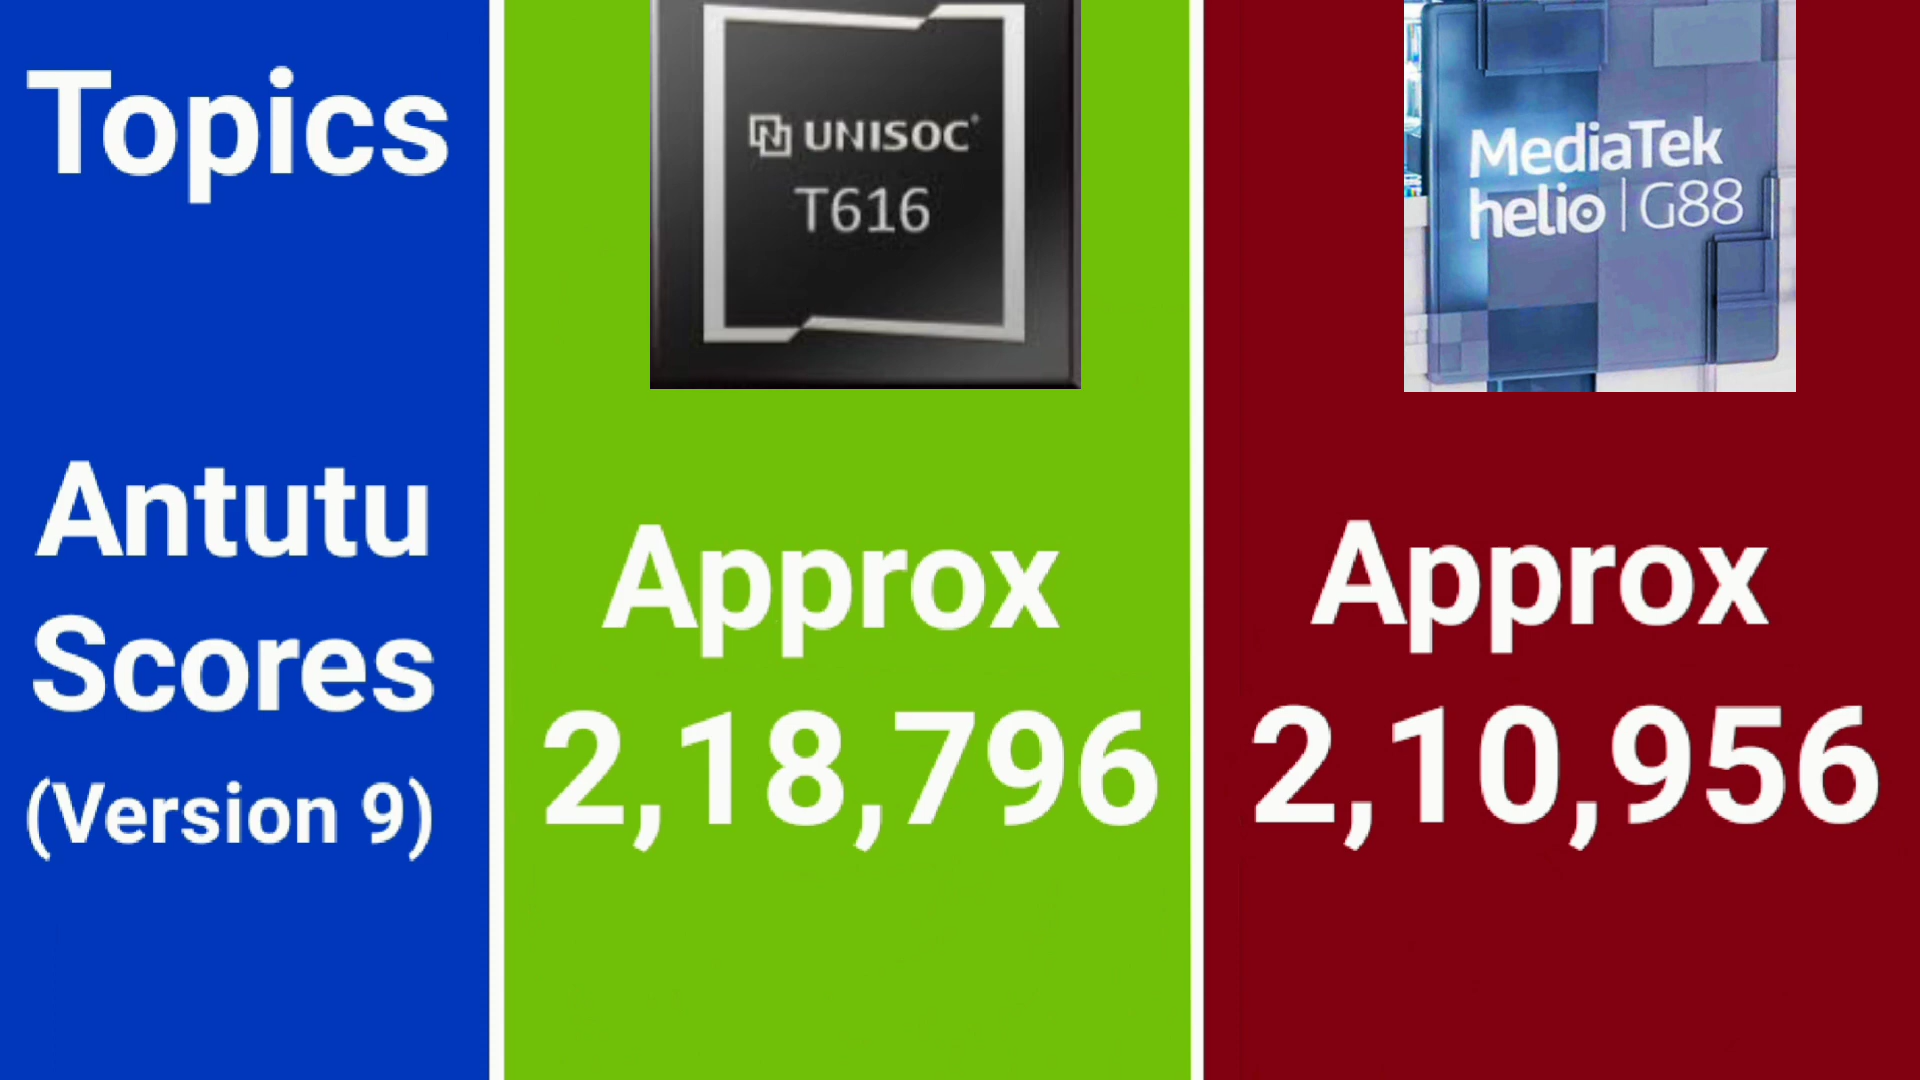 Topics
UNISOC
T616
MediaTek
helio | G88
Antutu
Scores
(Version 9)
Approx
2,18,796
Approx
2,10,956